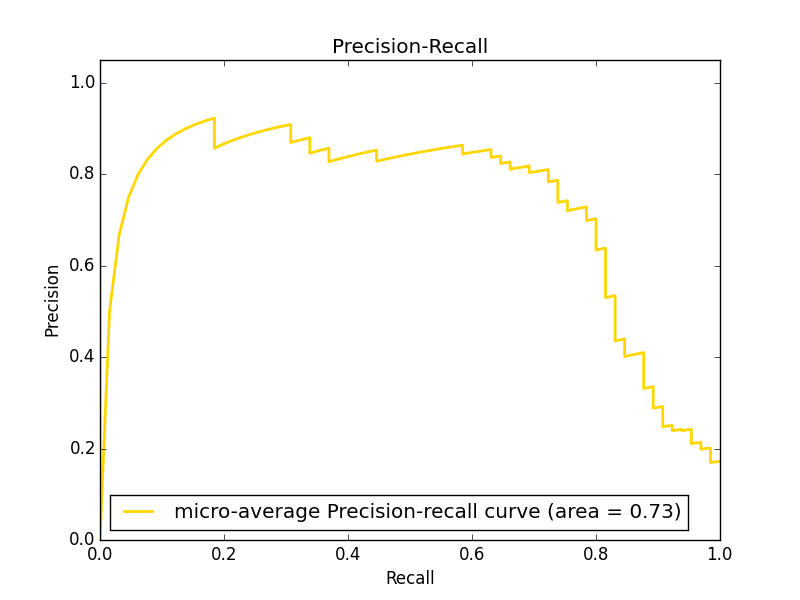 Precision-Recall
1.0
0.8
0.6
0.4
0.2
0.0
Precision
micro-average Precision-recall curve (area = 0.73)
0.0 0.2 0.4 0.6 0.8 1.0
Recall